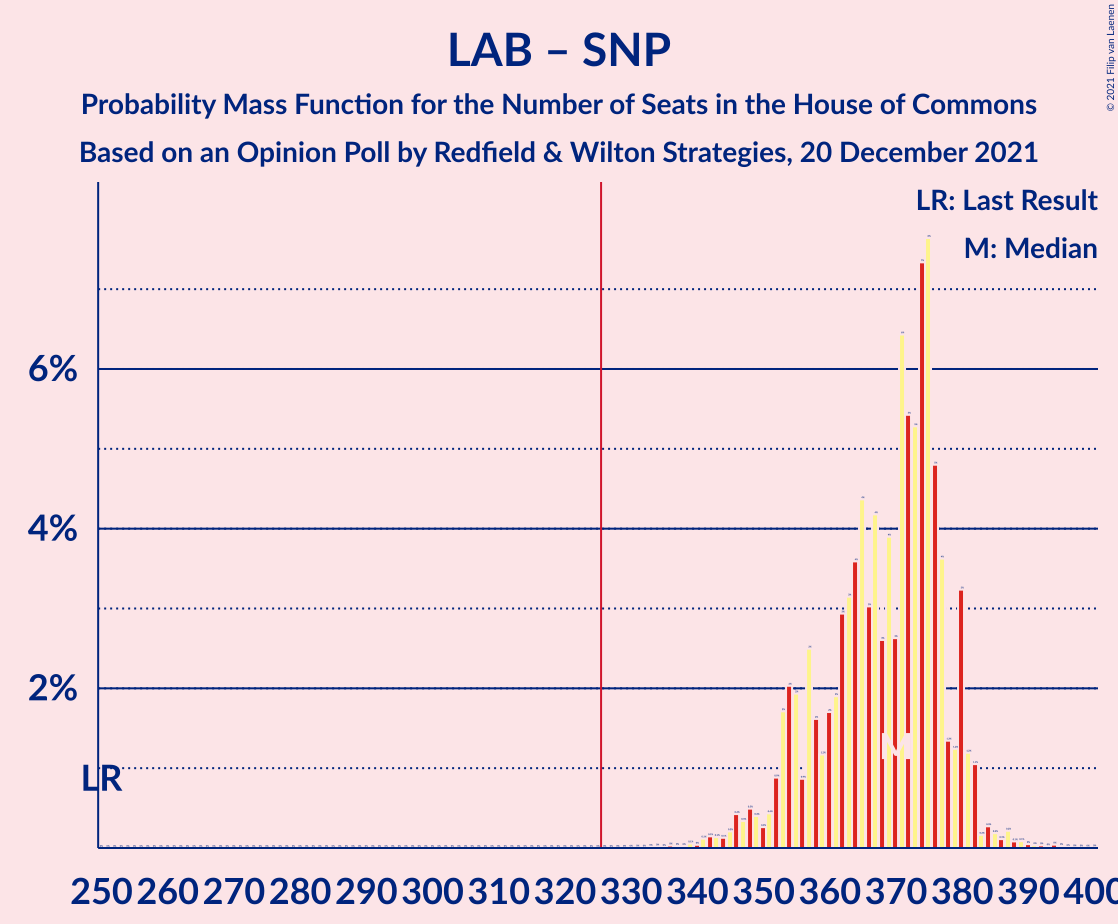 LAB – SNP
Probability Mass Function for the Number of Seats in the House of Commons
Based on an Opinion Poll by Redfield & Wilton Strategies, 20 December 2021
© 2021 Filip van Laenen
LR: Last Result
M: Median
6%
4%
2%
LR
M
250 260 270 280 290 300 310 320 330 340 350 360 370 380 390 400